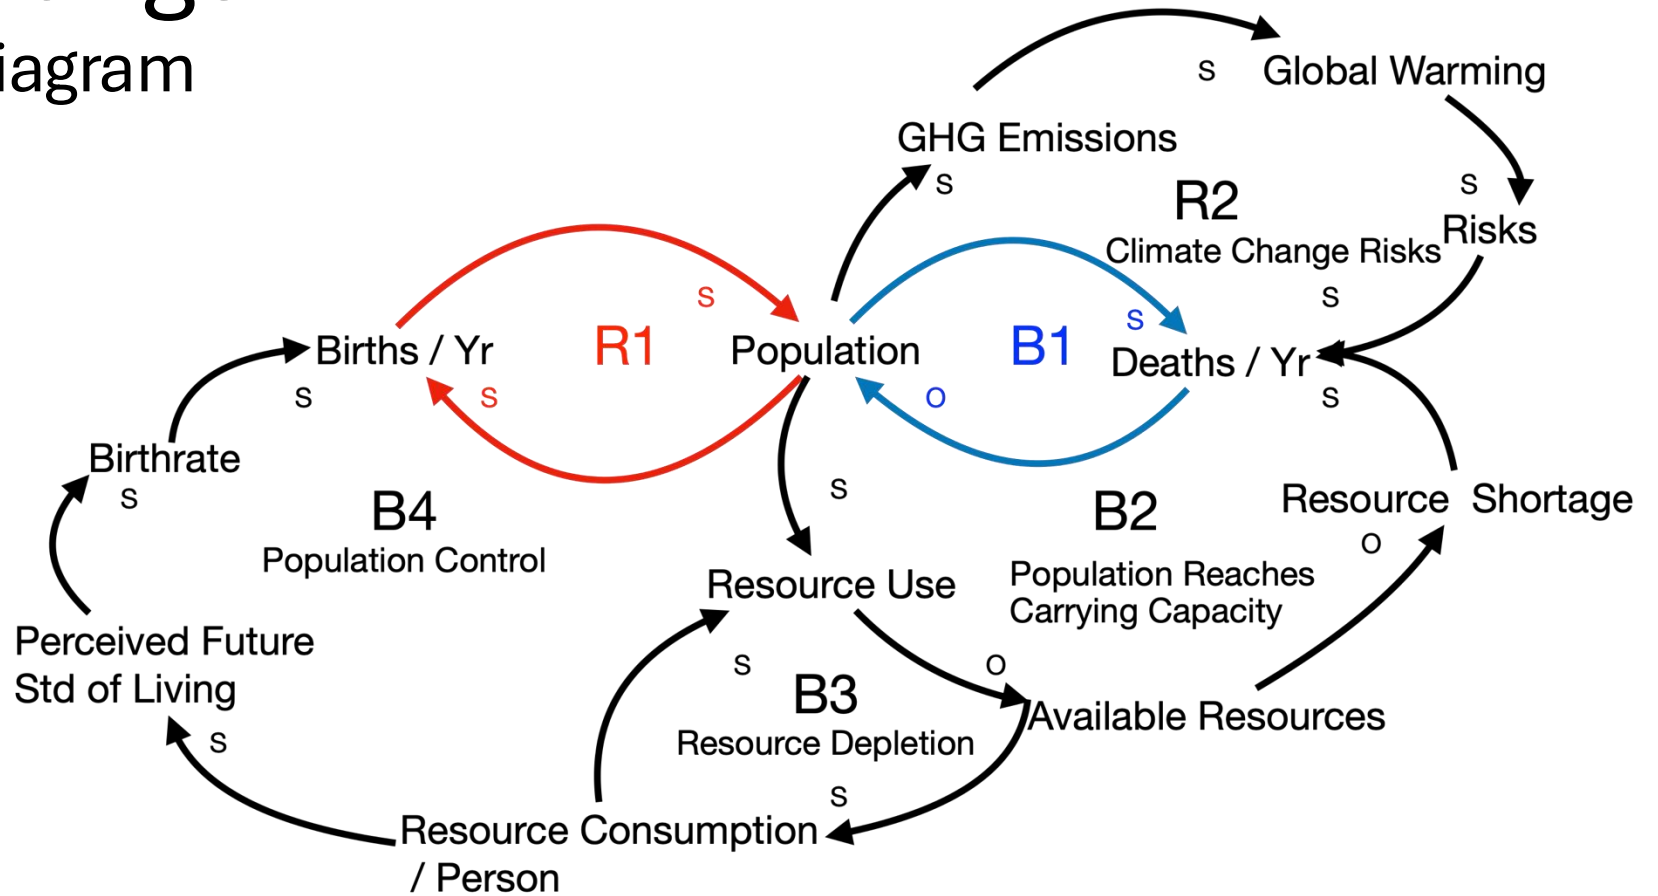 iagram
S
Global Warming
GHG Emissions
S
S
R2
Climate Change Risks
Risks
S
S
R1
Births / Yr
Population
B1
S
Deaths / Yr
S
S
O
S
Birthrate
S
B4
Population Control
S
B2
Population Reaches
Carrying Capacity
Resource Shortage
O
Resource Use
Perceived Future
Std of Living
S
S
O
B3
Resource Depletion
Available Resources
S
Resource Consumption
/ Person